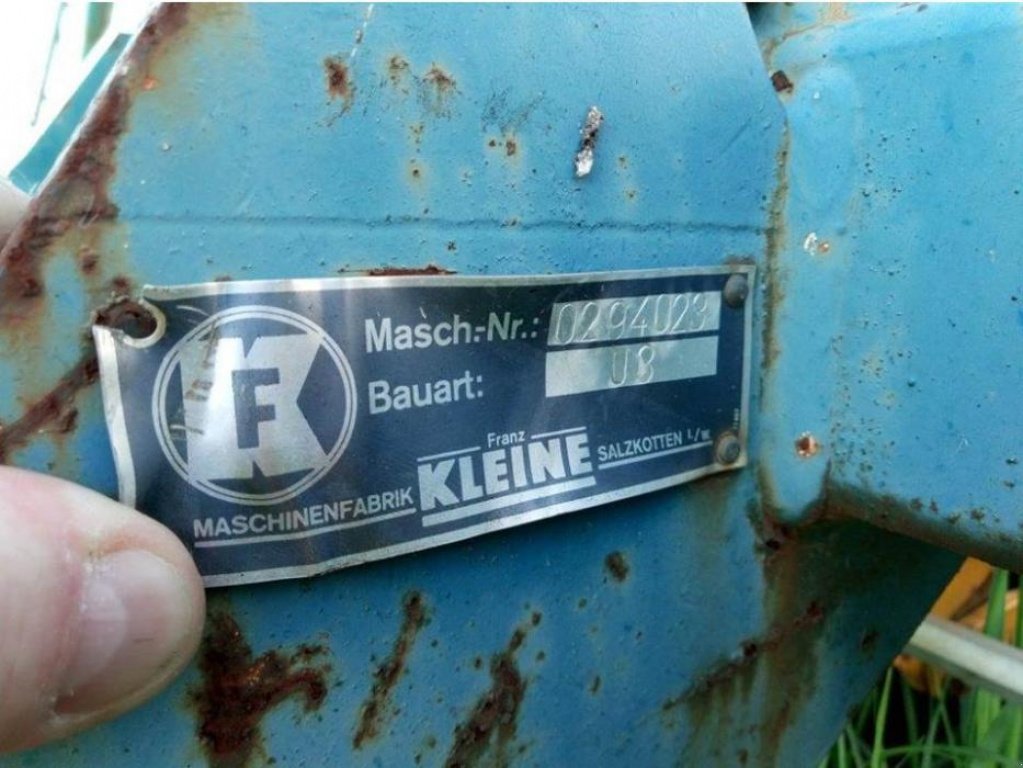 KF
Masch.-Nr.: 0294023
Bauart: U8
MASCHINENFABRIK Franz KLEINE SALZKOTTEN i/W.